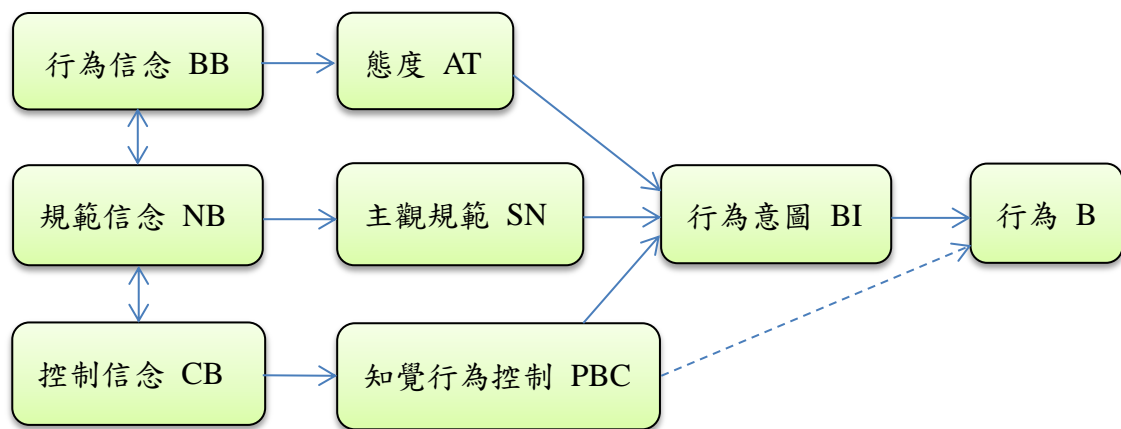 行為信念 BB
態度 AT
規範信念 NB
主觀規範 SN
行為意圖 BI
行為 B
控制信念 CB
知覺行為控制 PBC